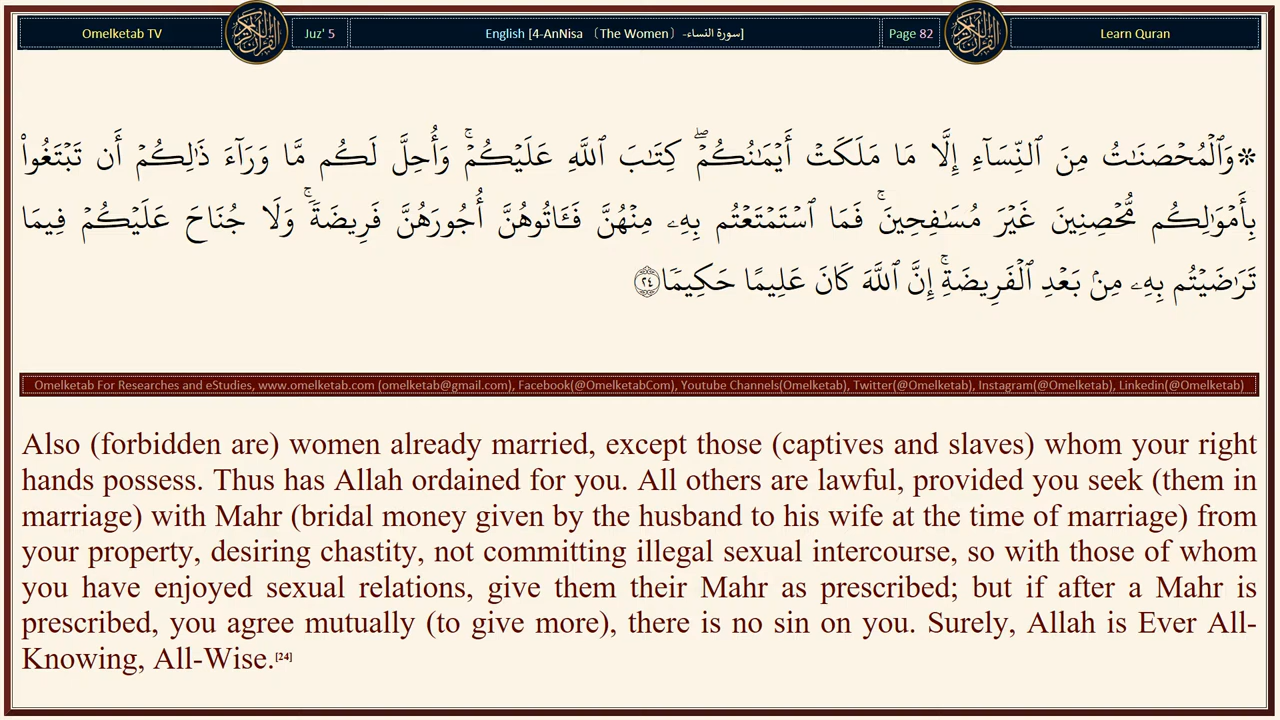 Omelketab TV
Juz' 5
English [4-AnNisa 〔The Women〕-سورة النساء]
Page 82
Learn Quran
۞ وَٱلْمُحْصَنَـٰتُ مِنَ ٱلنِّسَآءِ إِلَّا مَا مَلَكَتْ أَيْمَـٰنُكُمْ ۖ كِتَـٰبَ ٱللَّهِ عَلَيْكُمْ ۚ وَأُحِلَّ لَكُم مَّا وَرَآءَ ذَٰلِكُمْ أَن تَبْتَغُوا۟
بِأَمْوَٰلِكُم مُّحْصِنِينَ غَيْرَ مُسَـٰفِحِينَ ۚ فَمَا ٱسْتَمْتَعْتُم بِهِۦ مِنْهُنَّ فَـَٔاتُوهُنَّ أُجُورَهُنَّ فَرِيضَةً ۚ وَلَا جُنَاحَ عَلَيْكُمْ فِيمَا
تَرَٰضَيْتُم بِهِۦ مِنۢ بَعْدِ ٱلْفَرِيضَةِ ۚ إِنَّ ٱللَّهَ كَانَ عَلِيمًا حَكِيمًا ٢٤
Omelketab For Researches and eStudies, www.omelketab.com (omelketab@gmail.com), Facebook(@OmelketabCom), Youtube Channels(Omelketab), Twitter(@Omelketab), Instagram(@Omelketab), Linkedin(@Omelketab)
Also (forbidden are) women already married, except those (captives and slaves) whom your right
hands possess. Thus has Allah ordained for you. All others are lawful, provided you seek (them in
marriage) with Mahr (bridal money given by the husband to his wife at the time of marriage) from
your property, desiring chastity, not committing illegal sexual intercourse, so with those of whom
you have enjoyed sexual relations, give them their Mahr as prescribed; but if after a Mahr is
prescribed, you agree mutually (to give more), there is no sin on you. Surely, Allah is Ever All-
Knowing, All-Wise.[24]